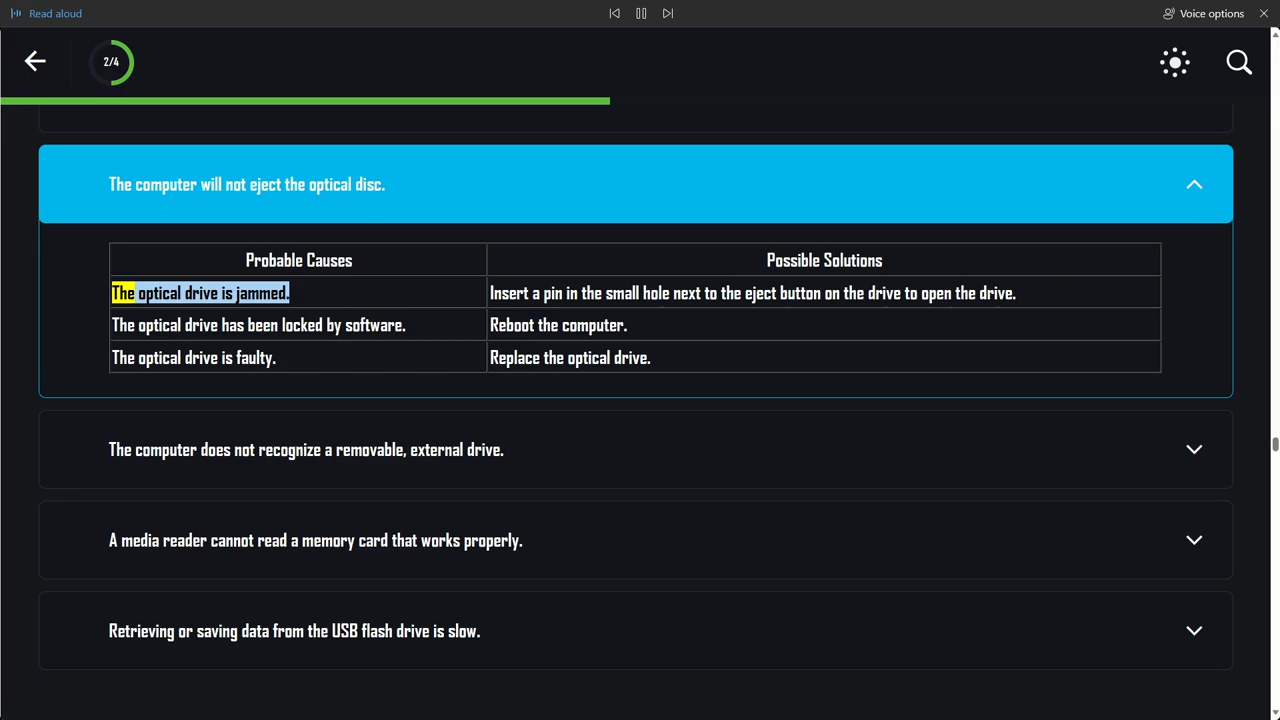 Read aloud
Voice options
2/4
The computer will not eject the optical disc.
Probable Causes Possible Solutions
The optical drive is jammed. Insert a pin in the small hole next to the eject button on the drive to open the drive.
The optical drive has been locked by software. Reboot the computer.
The optical drive is faulty. Replace the optical drive.
The computer does not recognize a removable, external drive.
A media reader cannot read a memory card that works properly.
Retrieving or saving data from the USB flash drive is slow.